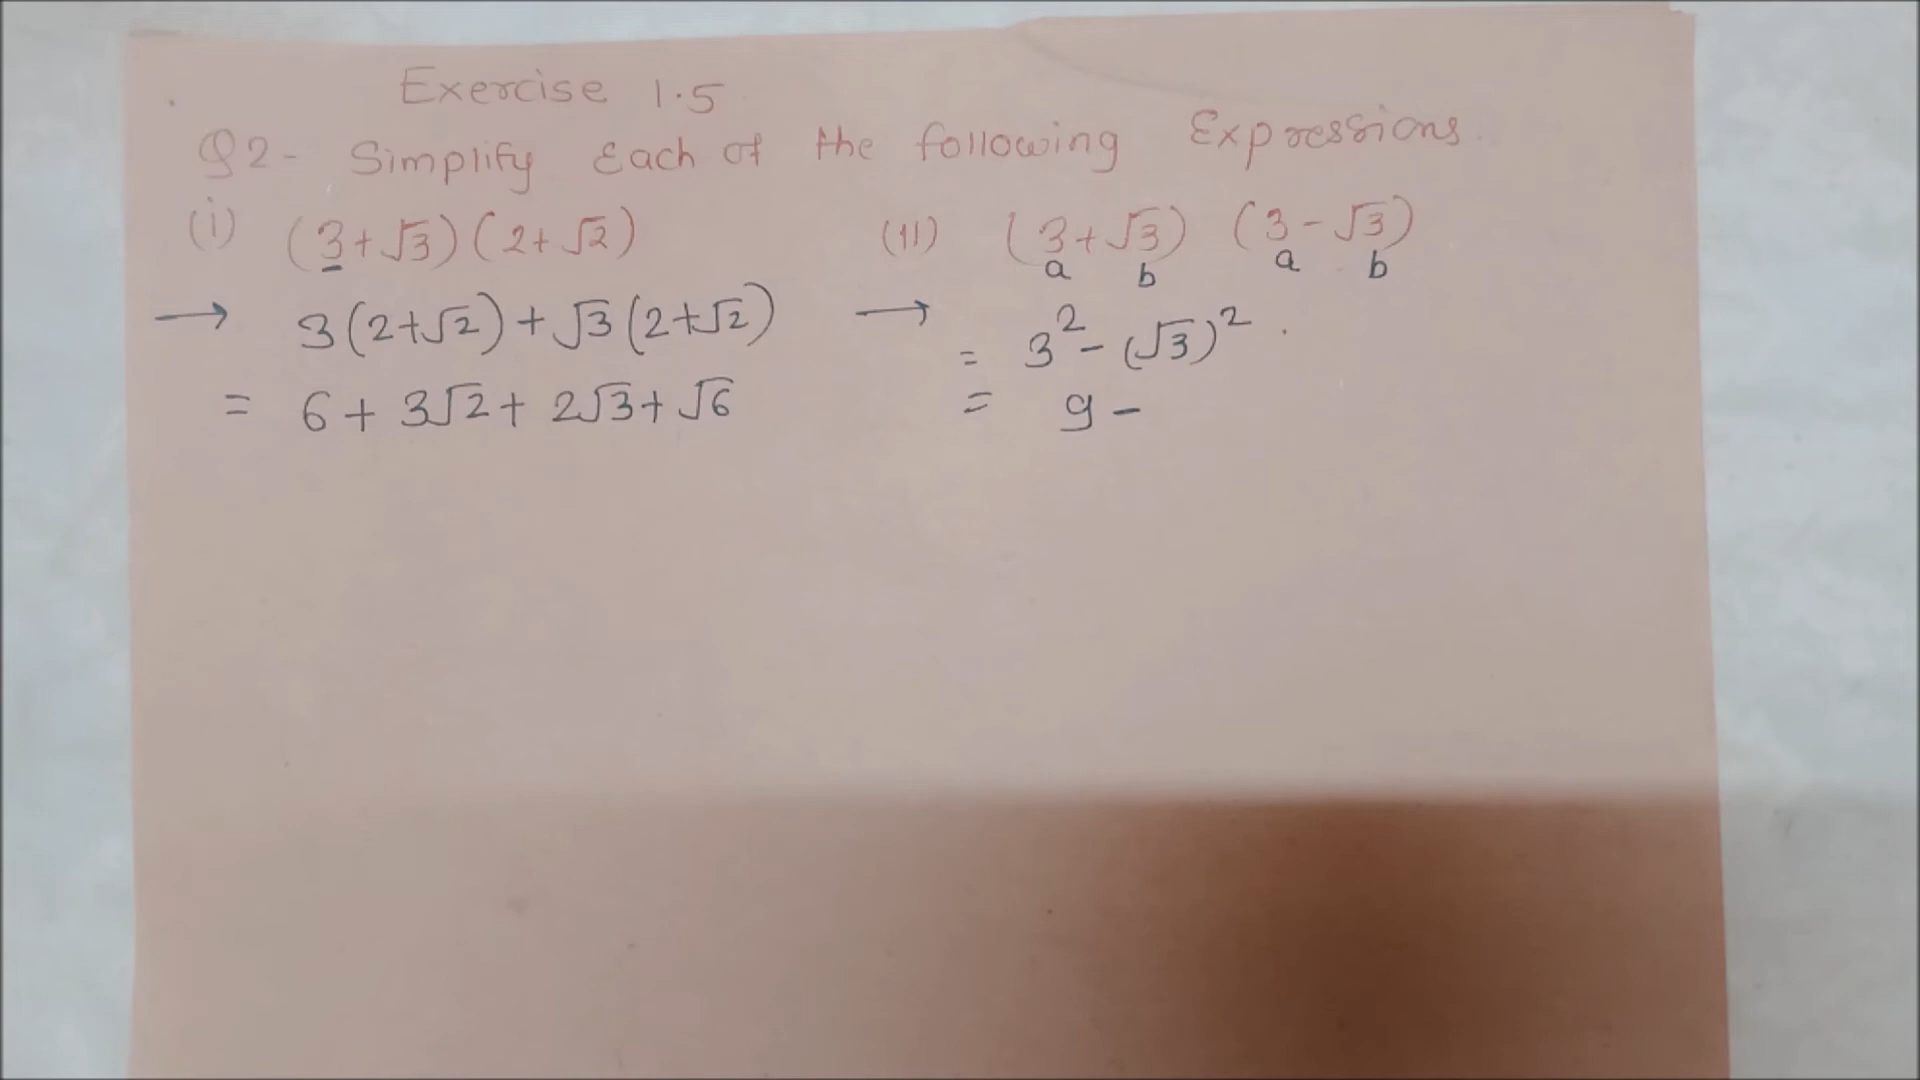 Exercise 1.5
Q2- Simplify Each of the following Expressions.
(i) (3+√3)(2+√2)
(11) (3+√3) (3-√3)
a b a b
→ 3(2+√2)+√3(2+√2)
= 6+3√2+2√3+√6
→
= 3²-(√3)².
= 9-